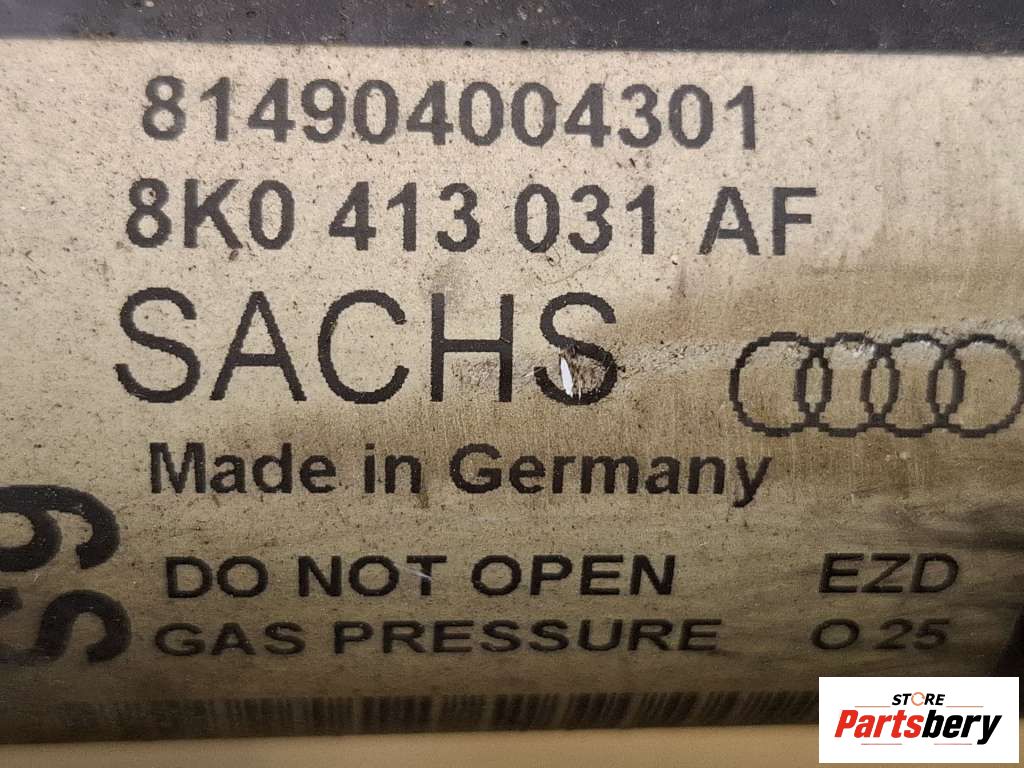 814904004301
8K0 413 031 AF
SACHS
Made in Germany
DO NOT OPEN EZD
GAS PRESSURE O 25
STORE
Partsbery